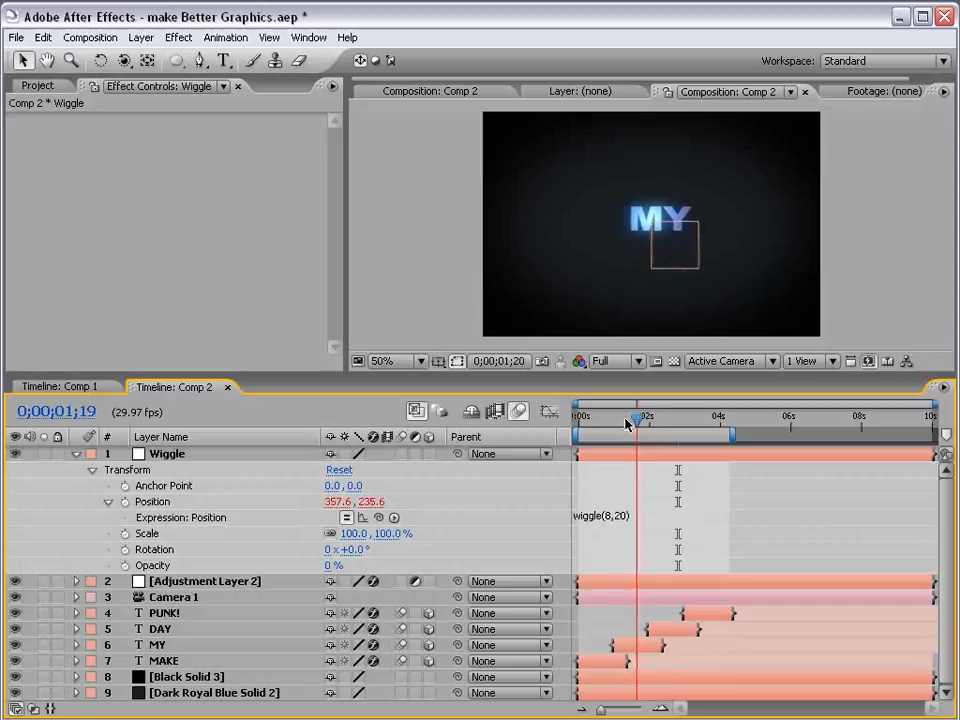 Adobe After Effects - make Better Graphics.aep *
File Edit Composition Layer Effect Animation View Window Help
Workspace: Standard
Project Effect Controls: Wiggle
Composition: Comp 2 Layer: (none) Composition: Comp 2 Footage: (none)
Comp 2 * Wiggle
MY
50% 0;00;01;20 Full Active Camera 1 View
Timeline: Comp 1 Timeline: Comp 2
0;00;01;19 (29.97 fps)
:00s 02s 04s 06s 08s 10s
# Layer Name Parent
1 Wiggle None
Transform Reset
Anchor Point 0.0, 0.0
Position 357.6, 235.6
Expression: Position wiggle(8,20)
Scale 100.0, 100.0%
Rotation 0 x+0.0°
Opacity 0%
2 [Adjustment Layer 2] None
3 Camera 1 None
4 T PUNK! None
5 T DAY None
6 T MY None
7 T MAKE None
8 [Black Solid 3] None
9 [Dark Royal Blue Solid 2] None